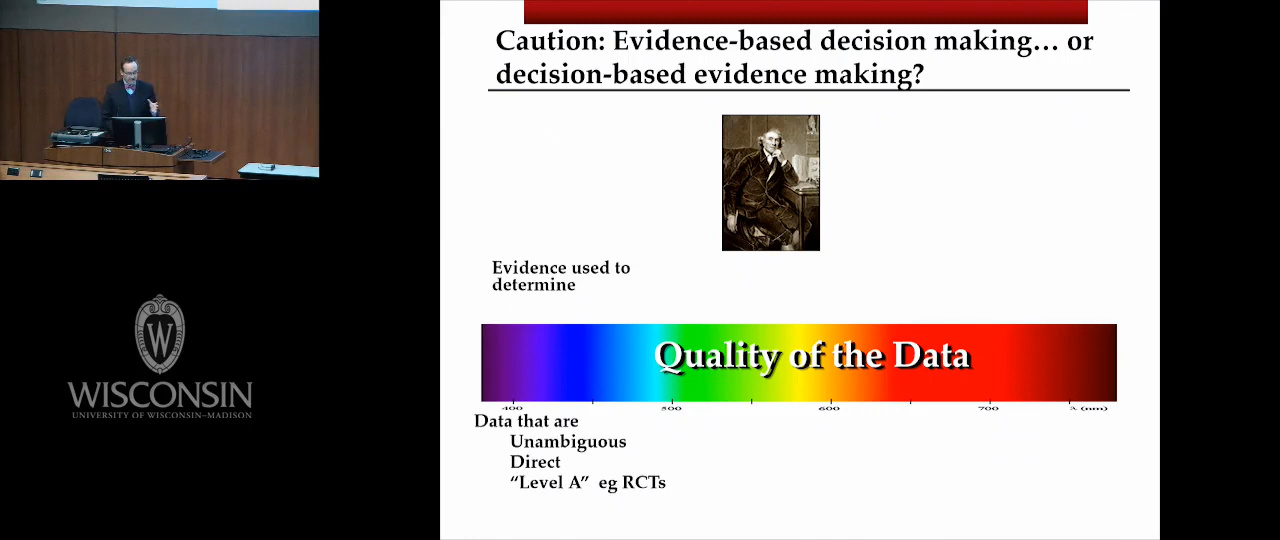 Caution: Evidence-based decision making... or
decision-based evidence making?
Evidence used to
determine
Quality of the Data
400 500 600 700 λ (nm)
Data that are
Unambiguous
Direct
“Level A” eg RCTs
W
WISCONSIN
UNIVERSITY OF WISCONSIN–MADISON